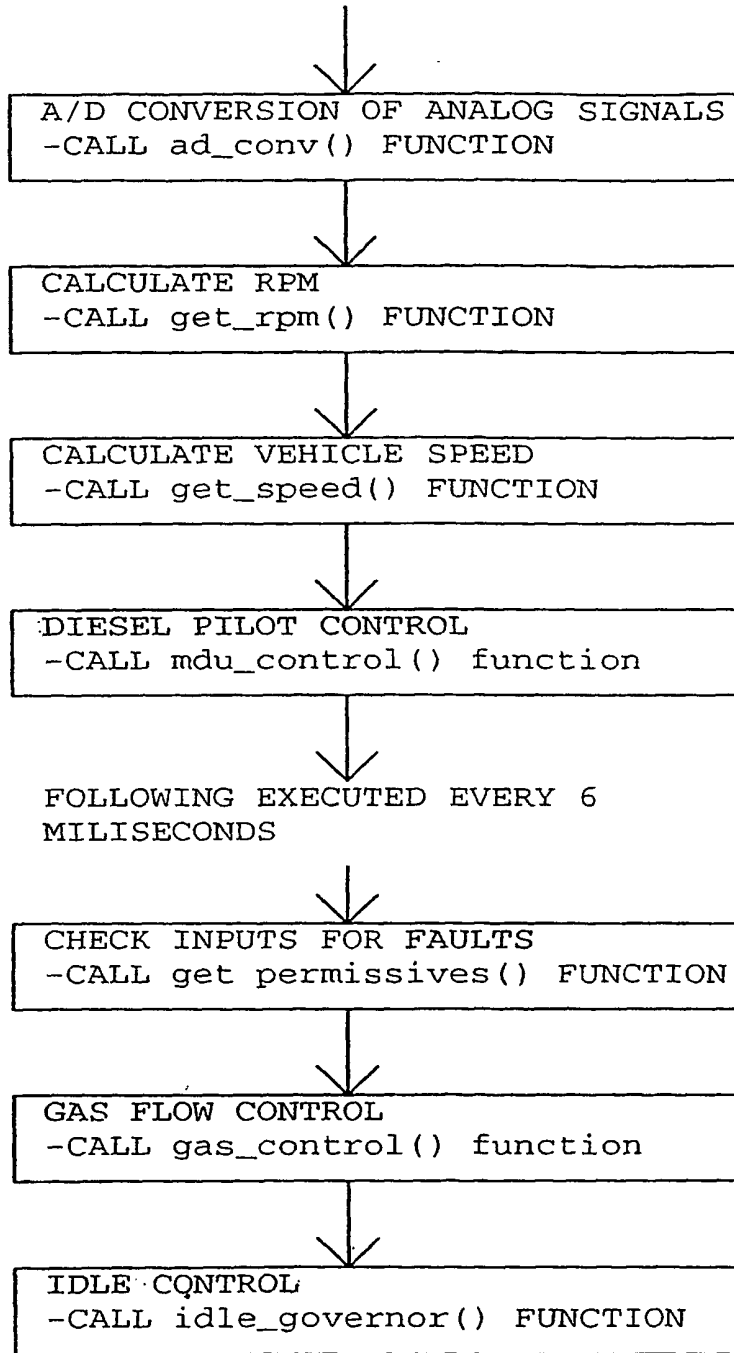 A/D CONVERSION OF ANALOG SIGNALS
-CALL ad_conv() FUNCTION
CALCULATE RPM
-CALL get_rpm() FUNCTION
CALCULATE VEHICLE SPEED
-CALL get_speed() FUNCTION
DIESEL PILOT CONTROL
-CALL mdu_control() function
FOLLOWING EXECUTED EVERY 6
MILISECONDS
CHECK INPUTS FOR FAULTS
-CALL get permissives() FUNCTION
GAS FLOW CONTROL
-CALL gas_control() function
IDLE CONTROL
-CALL idle_governor() FUNCTION